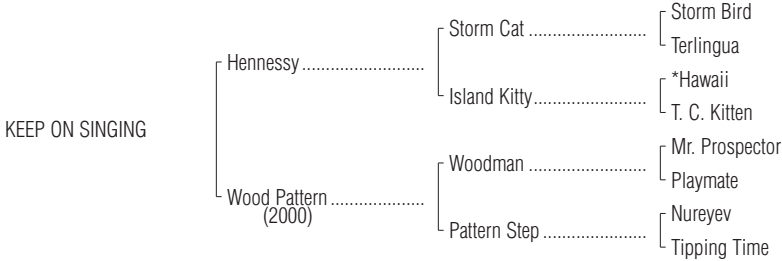 Storm Bird
Storm Cat ........................
Terlingua
Hennessy .........................
*Hawaii
Island Kitty.......................
T. C. Kitten
KEEP ON SINGING
Mr. Prospector
Woodman ........................
Playmate
Wood Pattern ...................
(2000)
Nureyev
Pattern Step .....................
Tipping Time